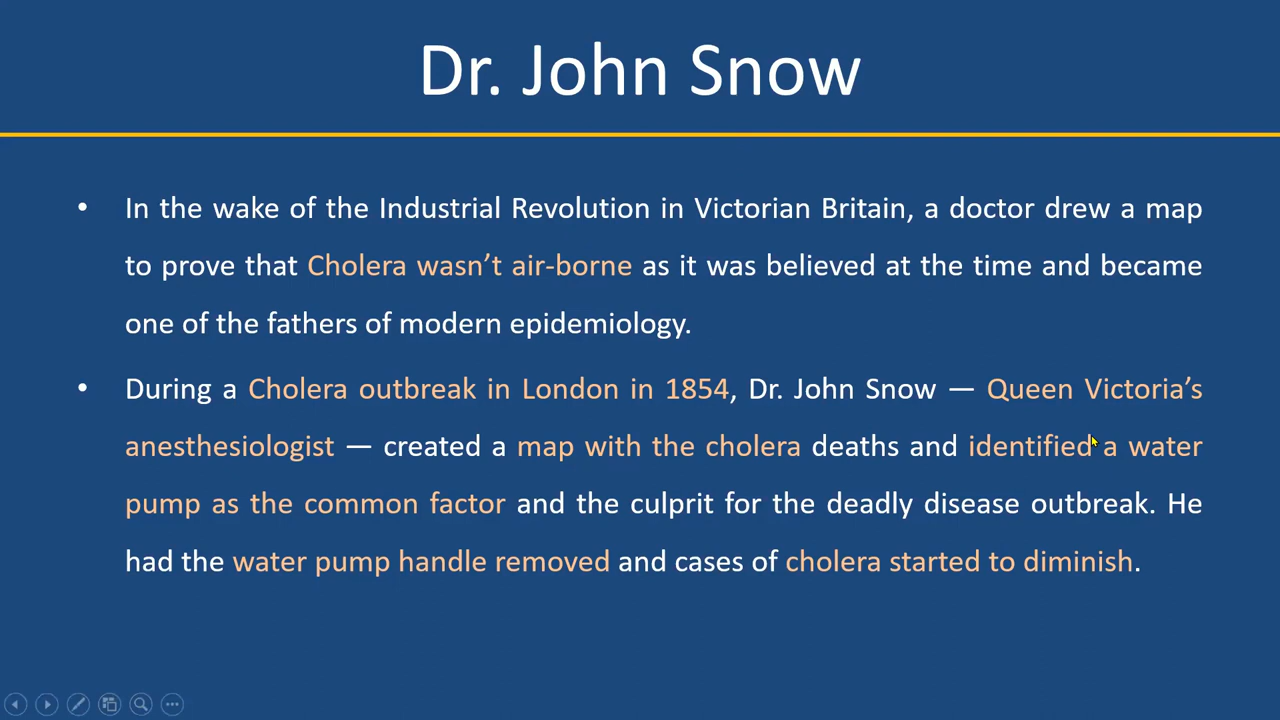 Dr. John Snow
• In the wake of the Industrial Revolution in Victorian Britain, a doctor drew a map
to prove that Cholera wasn’t air-borne as it was believed at the time and became
one of the fathers of modern epidemiology.
• During a Cholera outbreak in London in 1854, Dr. John Snow — Queen Victoria’s
anesthesiologist — created a map with the cholera deaths and identified a water
pump as the common factor and the culprit for the deadly disease outbreak. He
had the water pump handle removed and cases of cholera started to diminish.